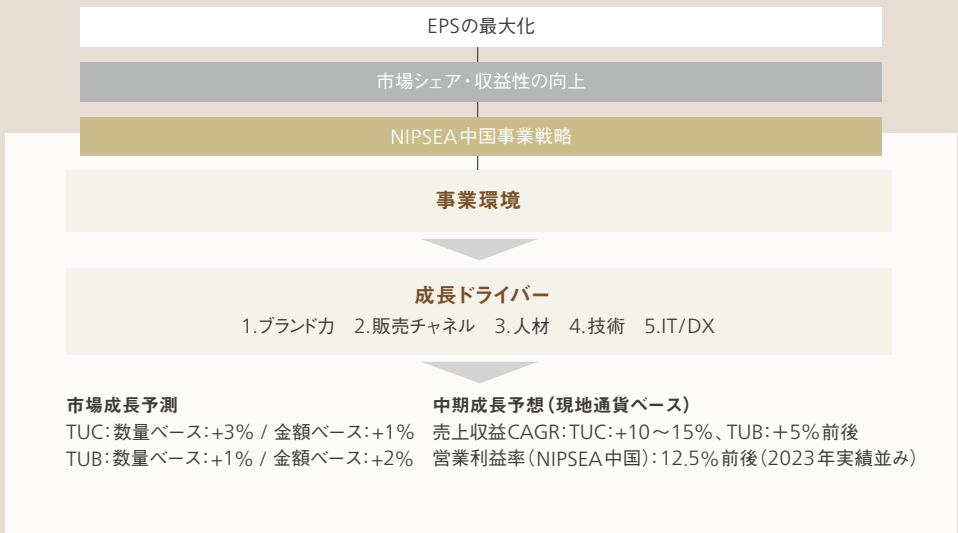 EPSの最大化
市場シェア・収益性の向上
NIPSEA中国事業戦略
事業環境
成長ドライバー
1.ブランド力 2.販売チャネル 3.人材 4.技術 5.IT/DX
市場成長予測
TUC：数量ベース：+3% / 金額ベース：+1%
TUB：数量ベース：+1% / 金額ベース：+2%
中期成長予想（現地通貨ベース）
売上収益CAGR：TUC：+10～15%、TUB：＋5%前後
営業利益率（NIPSEA中国）：12.5%前後（2023年実績並み）